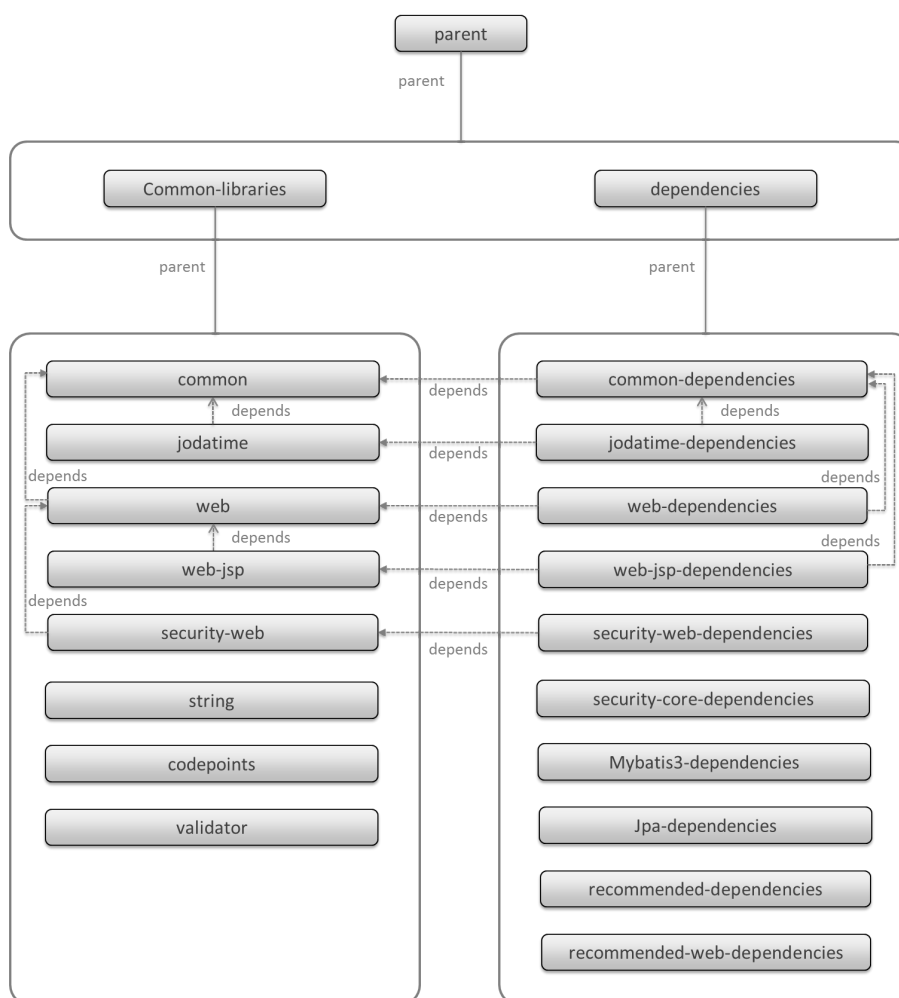 parent
parent
Common-libraries
dependencies
parent
parent
common
common-dependencies
depends
depends
depends
jodatime
jodatime-dependencies
depends
depends
depends
web
web-dependencies
depends
depends
depends
web-jsp
web-jsp-dependencies
depends
depends
security-web
security-web-dependencies
depends
string
security-core-dependencies
codepoints
Mybatis3-dependencies
validator
Jpa-dependencies
recommended-dependencies
recommended-web-dependencies